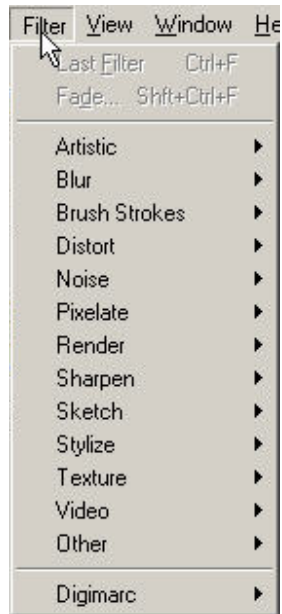 Filter View Window He
Last Filter Ctrl+F
Fade... Shft+Ctrl+F
Artistic
Blur
Brush Strokes
Distort
Noise
Pixelate
Render
Sharpen
Sketch
Stylize
Texture
Video
Other
Digimarc